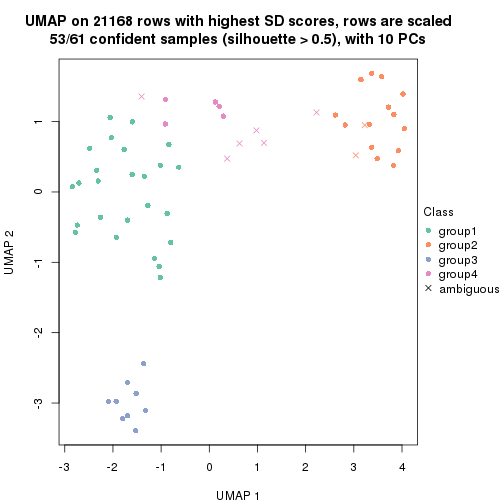 UMAP on 21168 rows with highest SD scores, rows are scaled
53/61 confident samples (silhouette > 0.5), with 10 PCs
UMAP 2
1
0
-1
-2
-3
-3
-2
-1
0
1
2
3
4
UMAP 1
Class
group1
group2
group3
group4
ambiguous